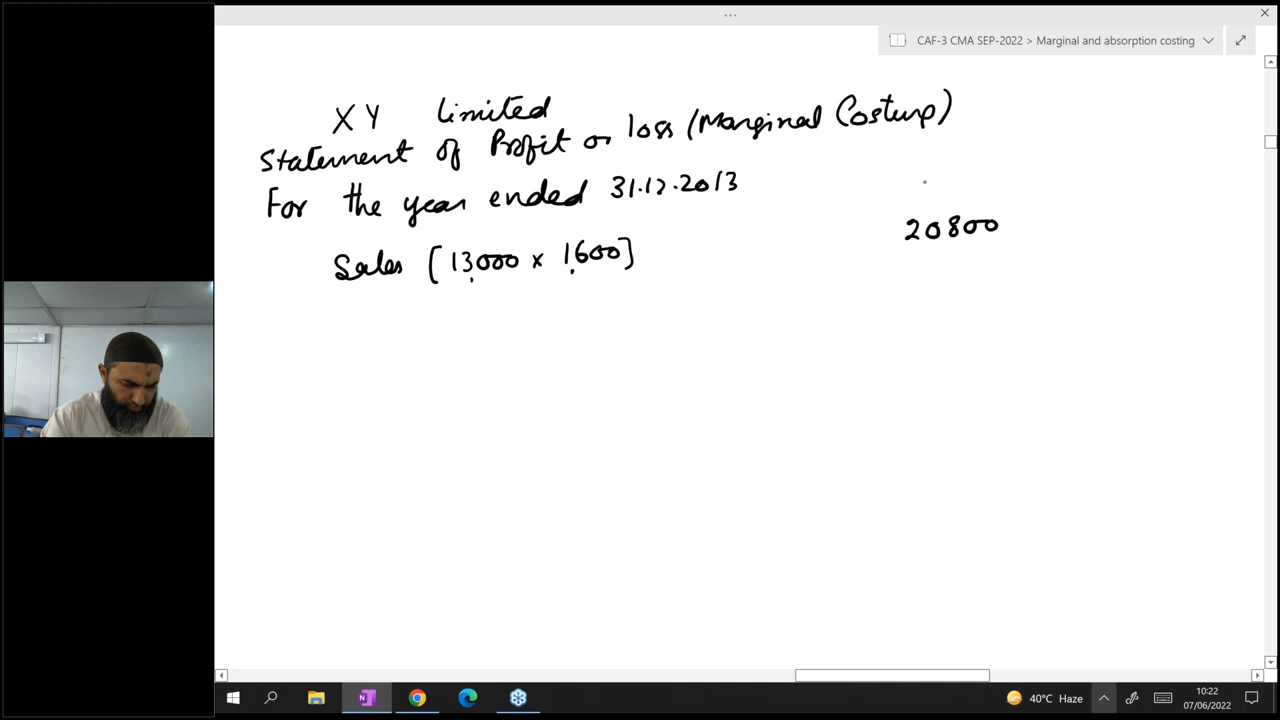 CAF-3 CMA SEP-2022 > Marginal and absorption costing
XY Limited
Statement of Profit or loss (Marginal Costing)
For the year ended 31.12.2013
Sales [13,000 x 1,600] 20800
40°C Haze
10:22
07/06/2022